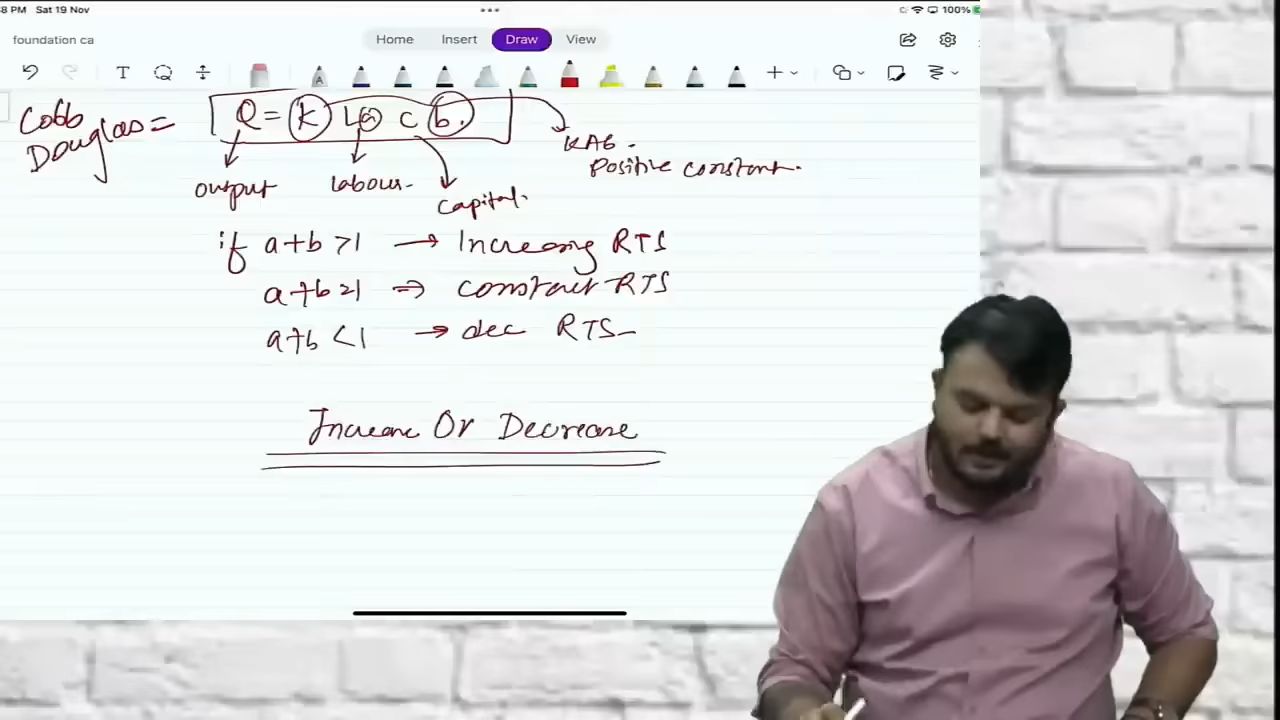 8 PM Sat 19 Nov
100%
foundation ca
Home Insert Draw View
Cobb Douglas =
Q = K L a C b.
output
labour.
capital.
KAB.
Positive constant.
if a+b >1 → Increasing RTS
a+b =1 ⇒ constant RTS
a+b <1 → dec RTS
Increase Or Decrease